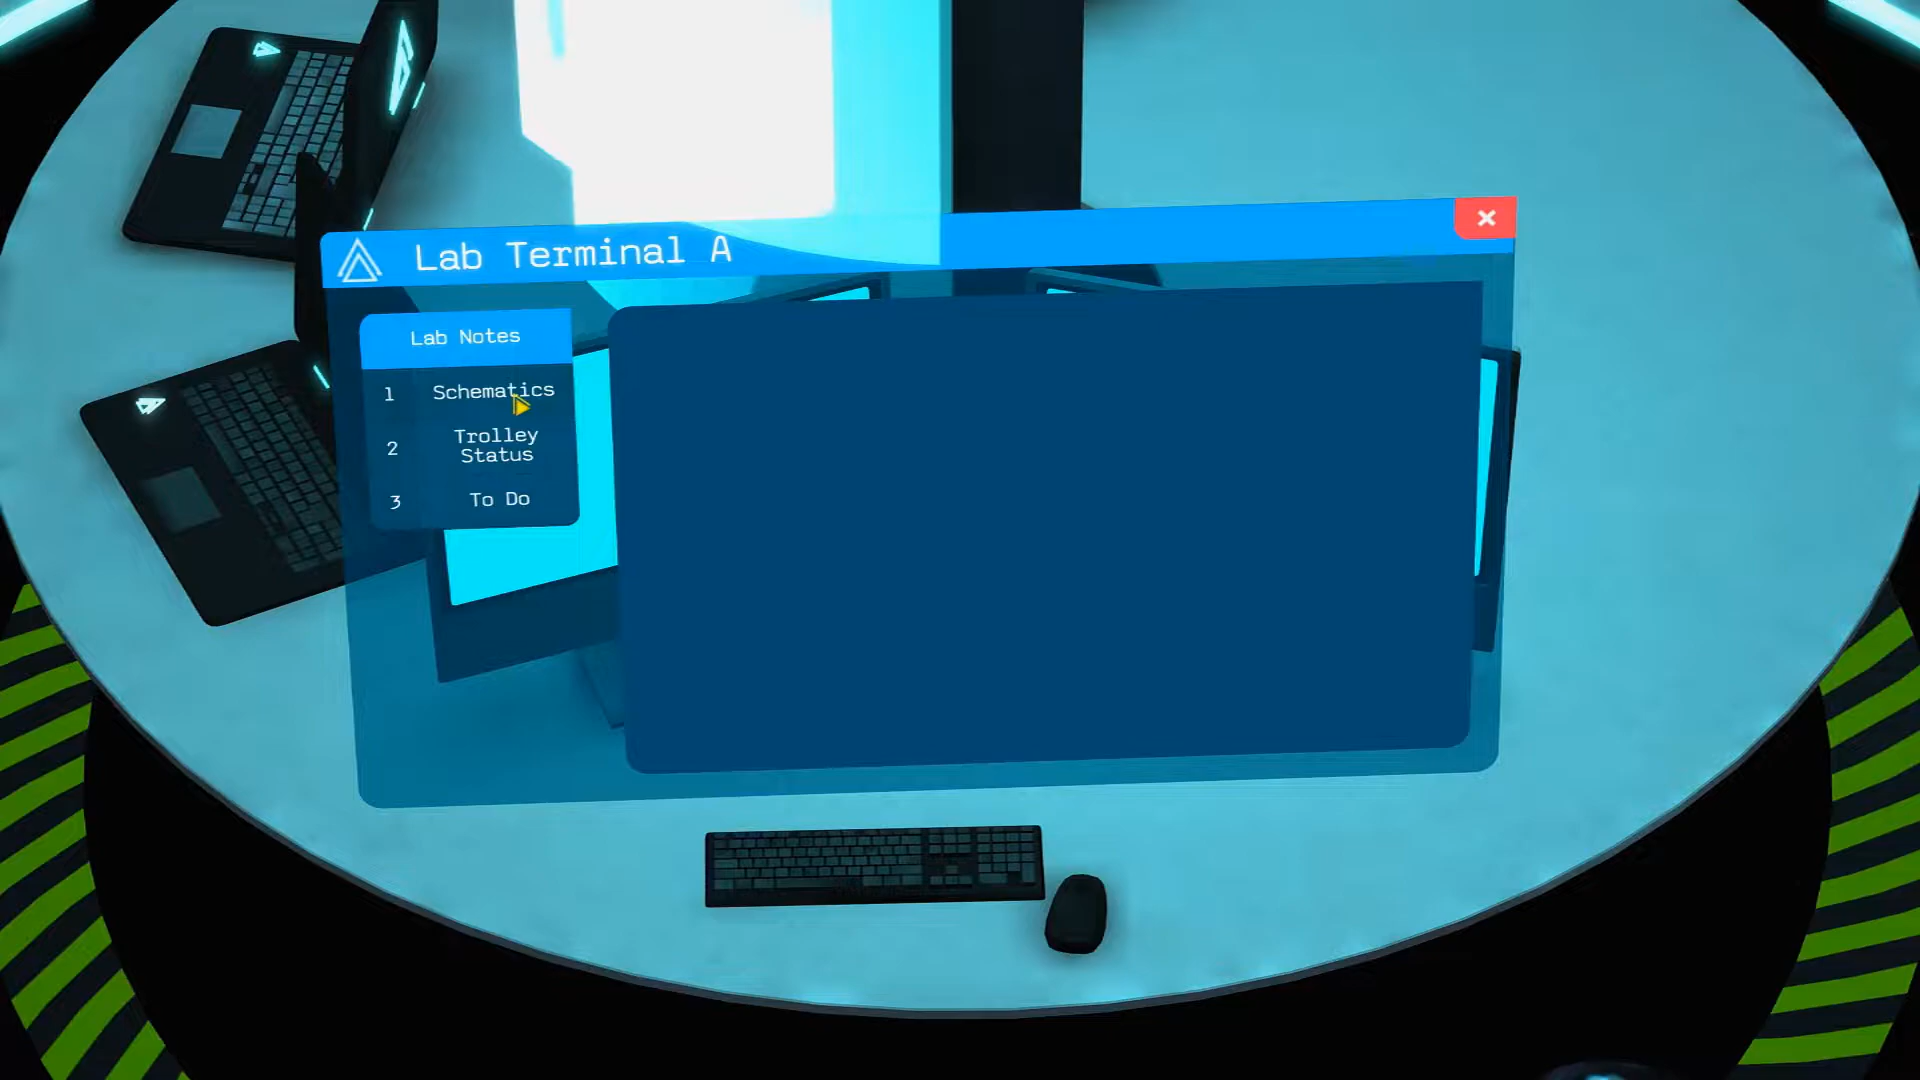 Lab Terminal A
Lab Notes
1 Schematics
2 Trolley
Status
3 To Do